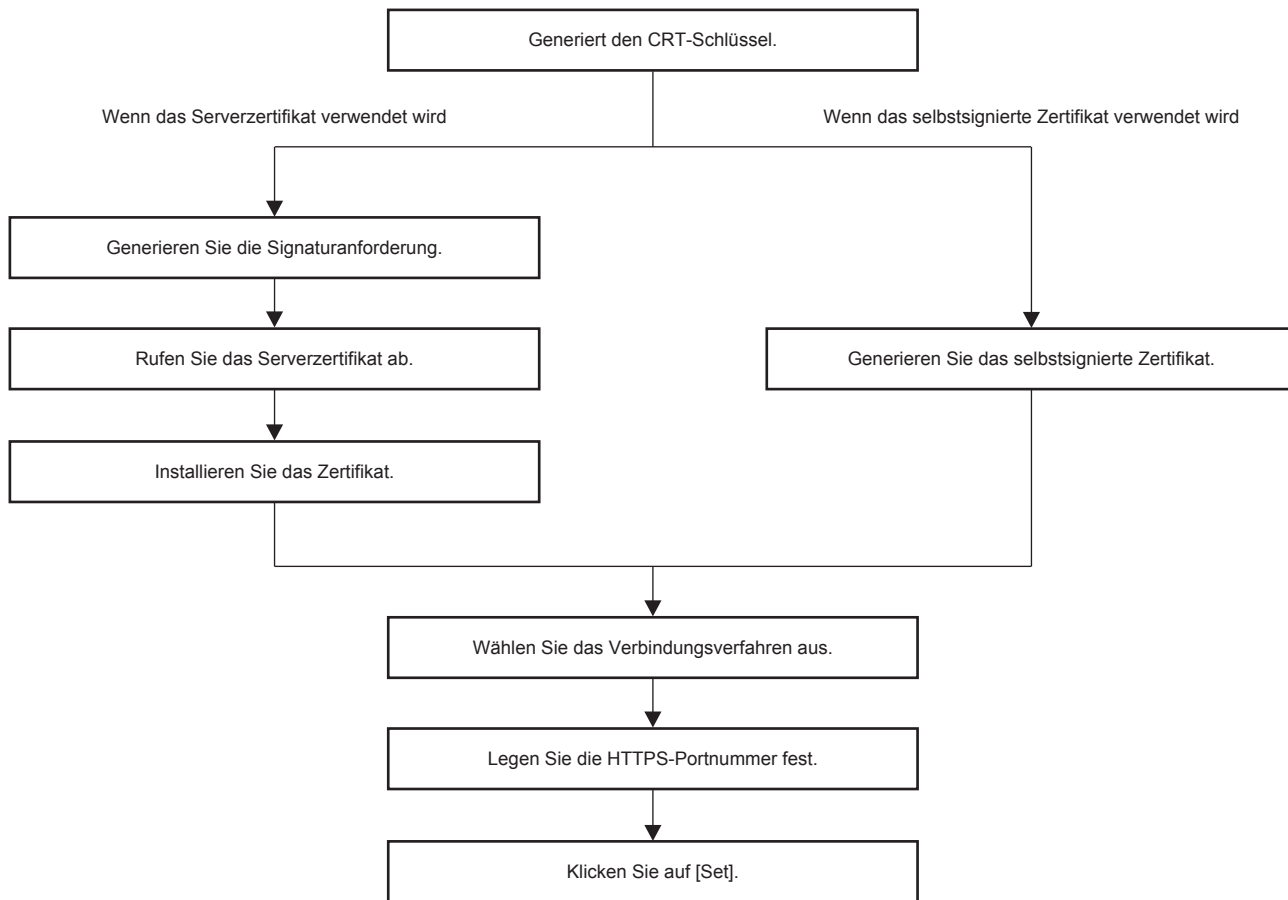 Generiert den CRT-Schlüssel.
Wenn das Serverzertifikat verwendet wird
Wenn das selbstsignierte Zertifikat verwendet wird
Generieren Sie die Signaturanforderung.
Rufen Sie das Serverzertifikat ab.
Generieren Sie das selbstsignierte Zertifikat.
Installieren Sie das Zertifikat.
Wählen Sie das Verbindungsverfahren aus.
Legen Sie die HTTPS-Portnummer fest.
Klicken Sie auf [Set].